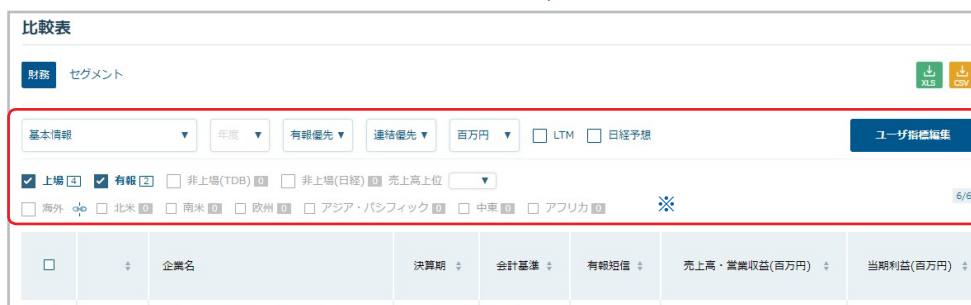 比較表
財務 セグメント XLS CSV
基本情報 ▼ 年度 ▼ 有報優先 ▼ 連結優先 ▼ 百万円 ▼ LTM 日経予想 ユーザ指標編集
上場 4 有報 2 非上場(TDB) 0 非上場(日経) 0 売上高上位 ▼
海外 北米 0 南米 0 欧州 0 アジア・パシフィック 0 中東 0 アフリカ 0 ※ 6/6
企業名 決算期 会計基準 有報短信 売上高・営業収益(百万円) 当期利益(百万円)